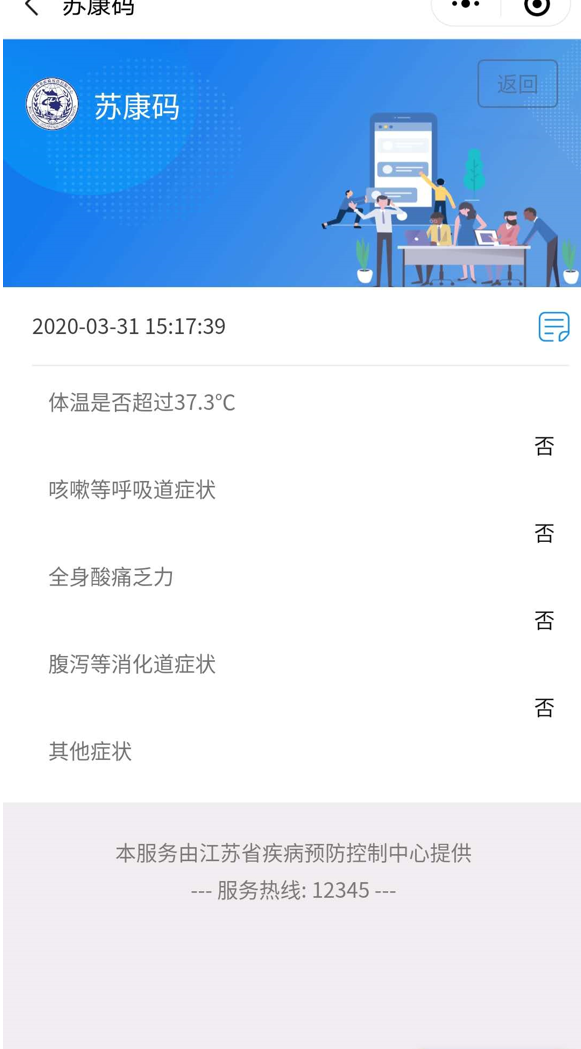 苏康码
苏康码
返回
2020-03-31 15:17:39
体温是否超过37.3℃
否
咳嗽等呼吸道症状
否
全身酸痛乏力
否
腹泻等消化道症状
否
其他症状
本服务由江苏省疾病预防控制中心提供
--- 服务热线: 12345 ---